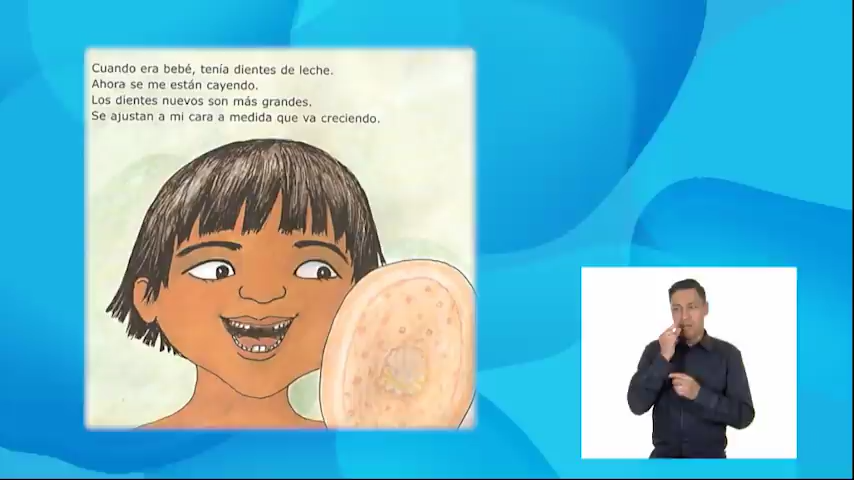 Cuando era bebé, tenía dientes de leche.
Ahora se me están cayendo.
Los dientes nuevos son más grandes.
Se ajustan a mi cara a medida que va creciendo.